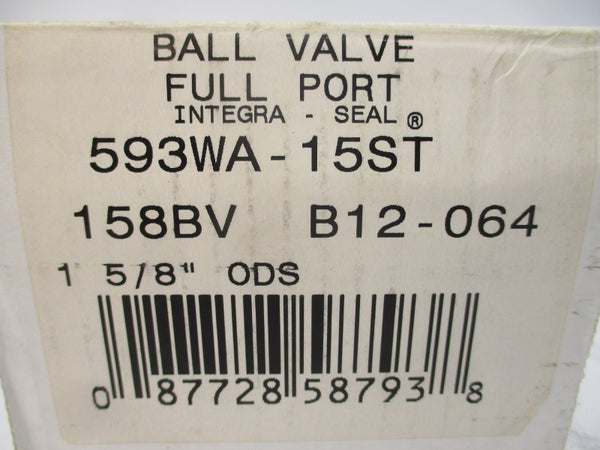 BALL VALVE
FULL PORT
INTEGRA - SEAL®
593WA-15ST
158BV B12-064
1 5/8" ODS
0 87728 58793 8